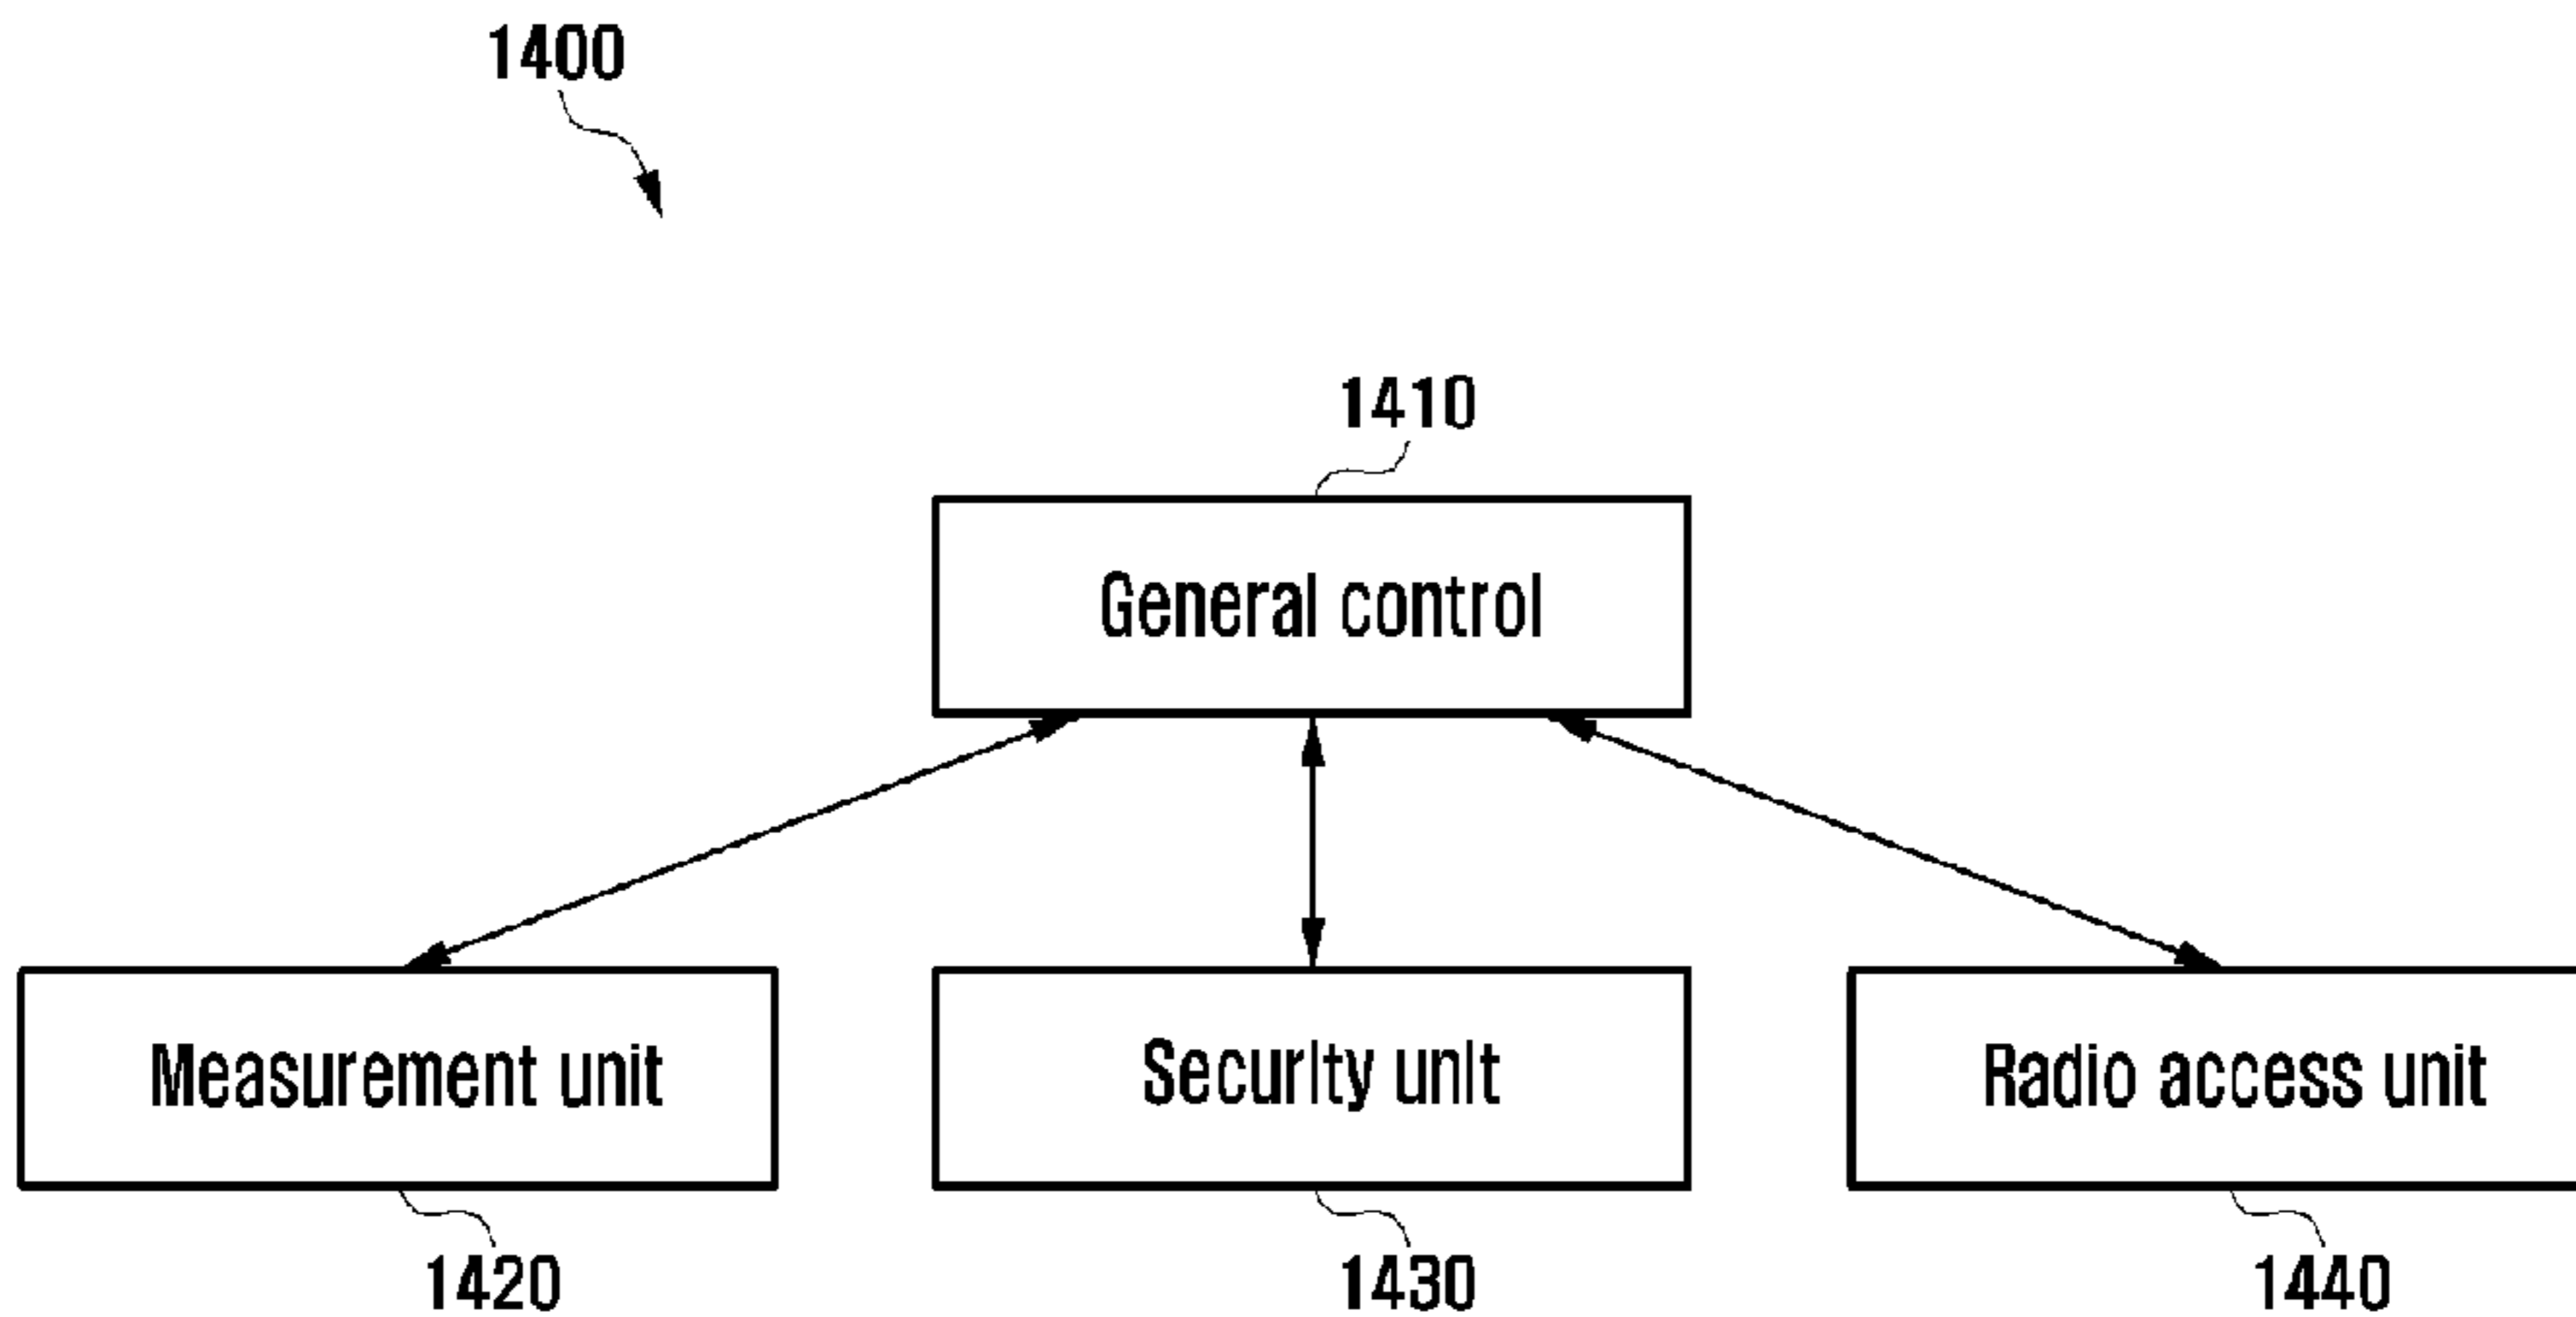 1400
1410
General control
Measurement unit
Security unit
Radio access unit
1420
1430
1440